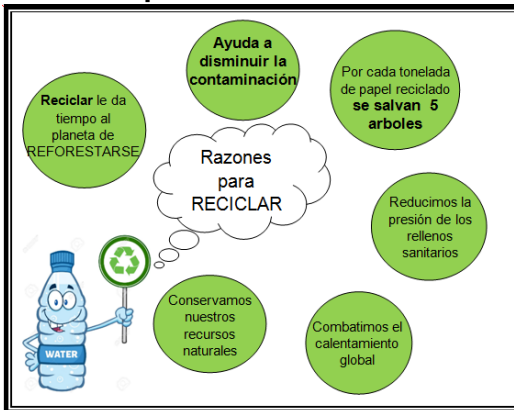 Ayuda a
disminuir la
contaminación
Por cada tonelada
de papel reciclado
se salvan 5
arboles
Reciclar le da
tiempo al
planeta de
REFORESTARSE
Razones
para
RECICLAR
Reducimos la
presión de los
rellenos
sanitarios
Conservamos
nuestros
recursos
naturales
Combatimos el
calentamiento
global
WATER